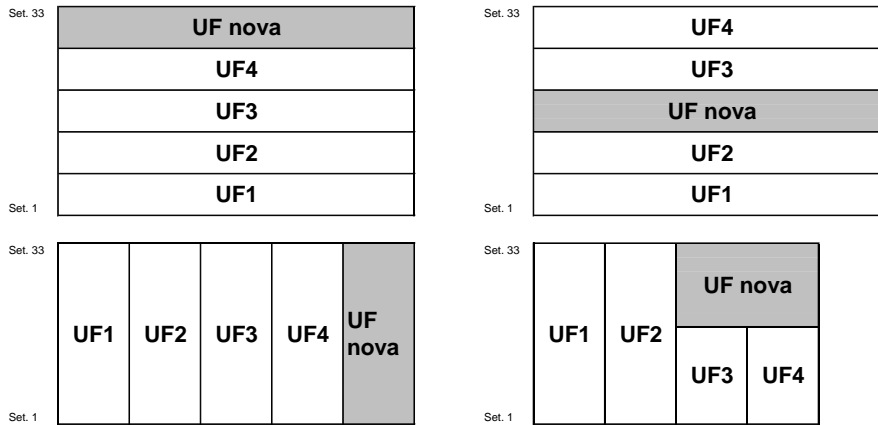 Set. 33
UF nova
UF4
UF3
UF2
UF1
Set. 1
Set. 33
UF4
UF3
UF nova
UF2
UF1
Set. 1
Set. 33
UF1 UF2 UF3 UF4 UF
nova
Set. 1
Set. 33
UF nova
UF1 UF2
UF3 UF4
Set. 1